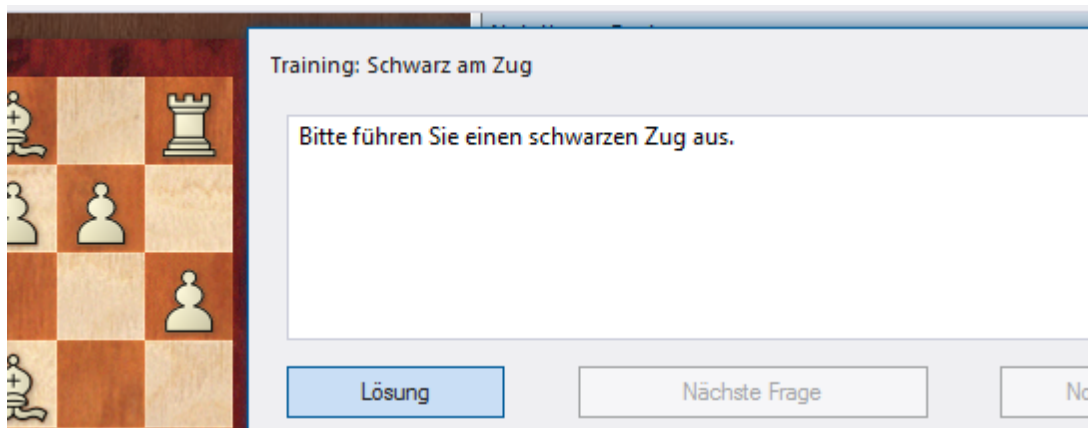 Training: Schwarz am Zug
Bitte führen Sie einen schwarzen Zug aus.
Lösung
Nächste Frage